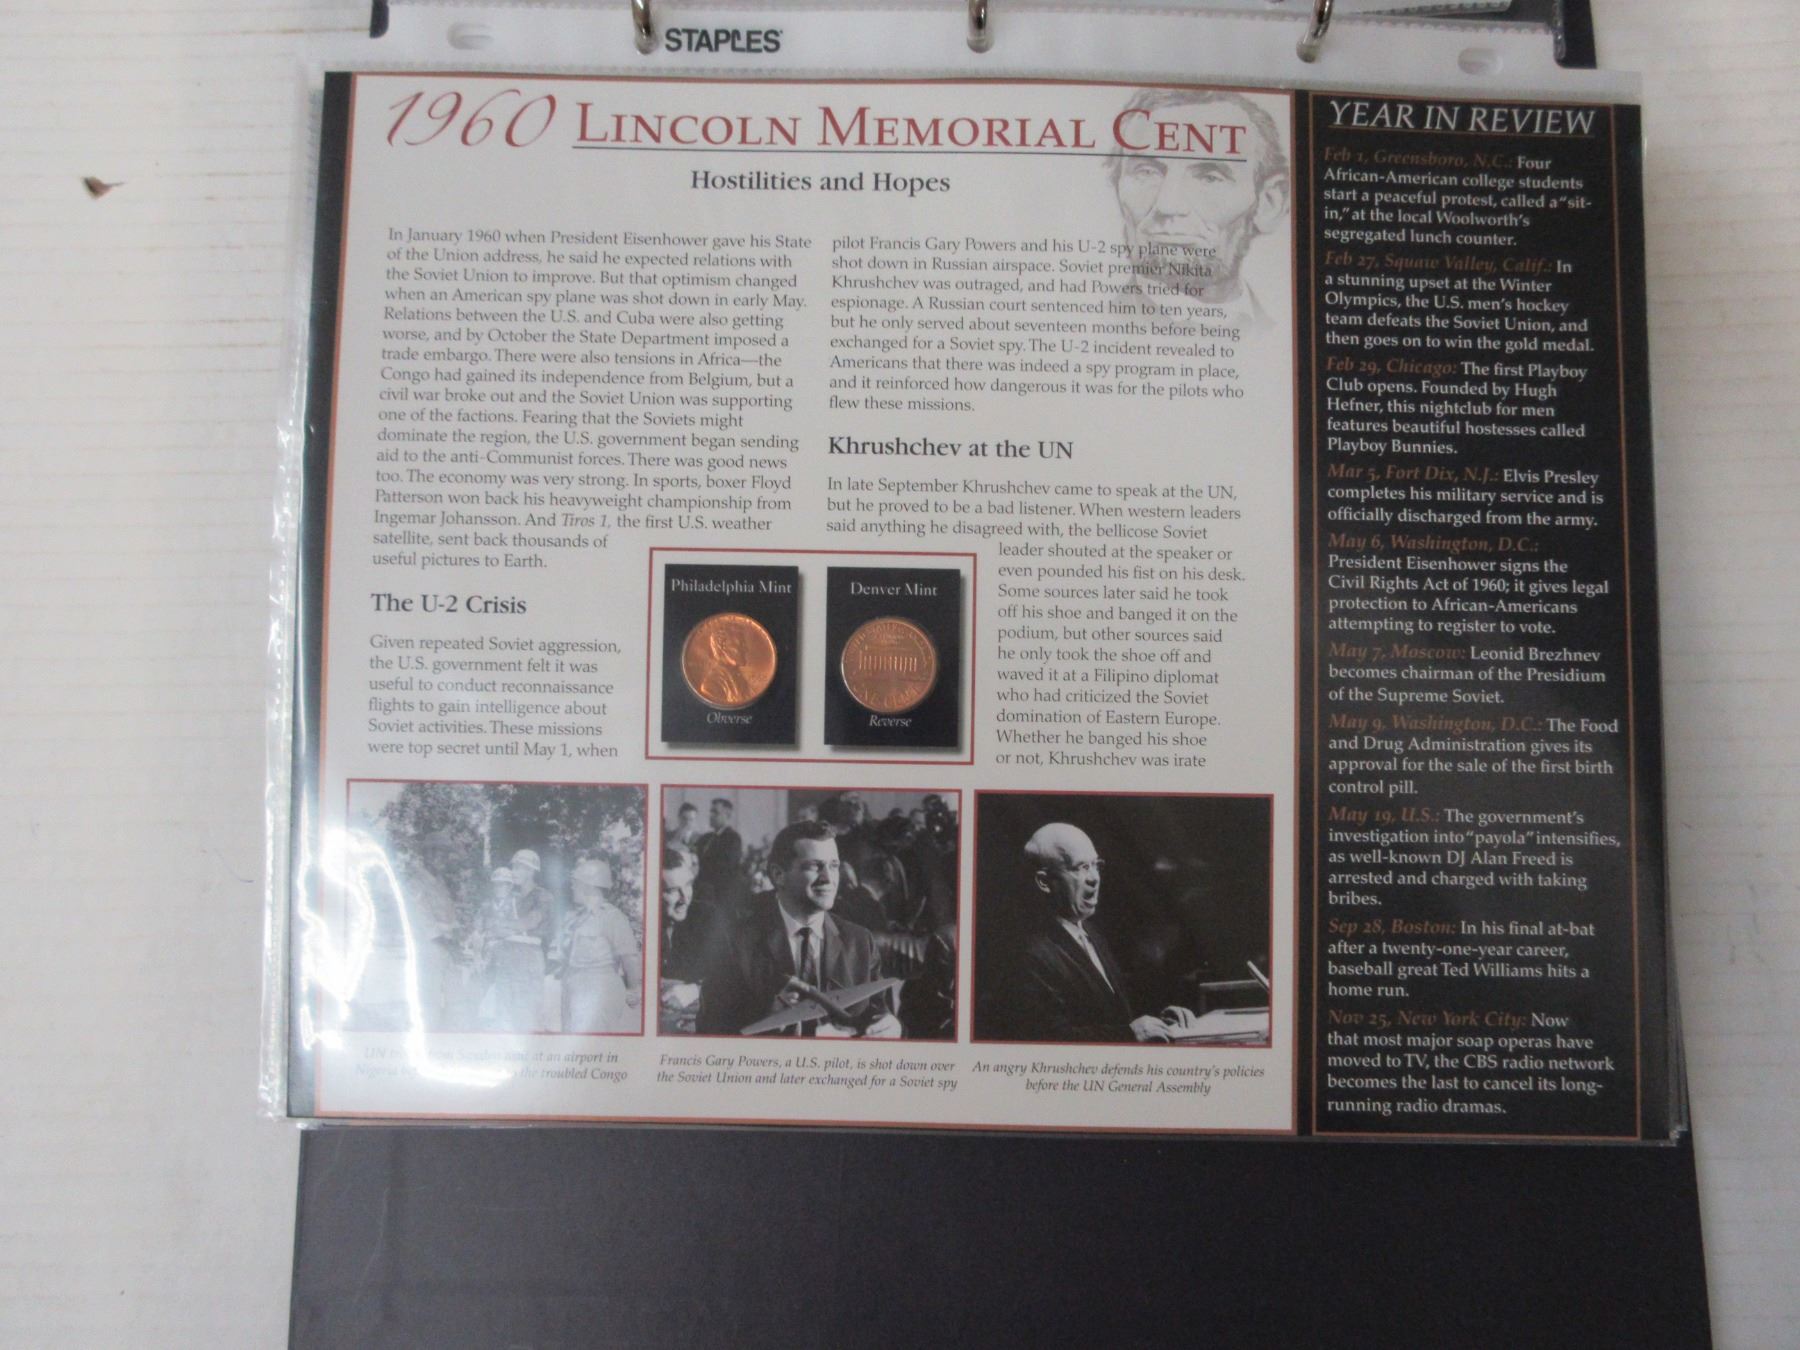 STAPLES
1960 LINCOLN MEMORIAL CENT
Hostilities and Hopes
In January 1960 when President Eisenhower gave his State
of the Union address, he said he expected relations with
the Soviet Union to improve. But that optimism changed
when an American spy plane was shot down in early May.
Relations between the U.S. and Cuba were also getting
worse, and by October the State Department imposed a
trade embargo. There were also tensions in Africa—the
Congo had gained its independence from Belgium, but a
civil war broke out and the Soviet Union was supporting
one of the factions. Fearing that the Soviets might
dominate the region, the U.S. government began sending
aid to the anti-Communist forces. There was good news
too. The economy was very strong. In sports, boxer Floyd
Patterson won back his heavyweight championship from
Ingemar Johansson. And Tiros 1, the first U.S. weather
satellite, sent back thousands of
useful pictures to Earth.
The U-2 Crisis
Given repeated Soviet aggression,
the U.S. government felt it was
useful to conduct reconnaissance
flights to gain intelligence about
Soviet activities. These missions
were top secret until May 1, when
pilot Francis Gary Powers and his U-2 spy plane were
shot down in Russian airspace. Soviet premier Nikita
Khrushchev was outraged, and had Powers tried for
espionage. A Russian court sentenced him to ten years,
but he only served about seventeen months before being
exchanged for a Soviet spy. The U-2 incident revealed to
Americans that there was indeed a spy program in place,
and it reinforced how dangerous it was for the pilots who
flew these missions.
Khrushchev at the UN
In late September Khrushchev came to speak at the UN,
but he proved to be a bad listener. When western leaders
said anything he disagreed with, the bellicose Soviet
leader shouted at the speaker or
even pounded his fist on his desk.
Some sources later said he took
off his shoe and banged it on the
podium, but other sources said
he only took the shoe off and
waved it at a Filipino diplomat
who had criticized the Soviet
domination of Eastern Europe.
Whether he banged his shoe
or not, Khrushchev was irate
Philadelphia Mint
Obverse
Denver Mint
Reverse
UN from Sweden at an airport in
Nigeria the troubled Congo
Francis Gary Powers, a U.S. pilot, is shot down over
the Soviet Union and later exchanged for a Soviet spy
An angry Khrushchev defends his country's policies
before the UN General Assembly
YEAR IN REVIEW
Feb 1, Greensboro, N.C.: Four
African-American college students
start a peaceful protest, called a "sit-
in," at the local Woolworth's
segregated lunch counter.
Feb 27, Squaw Valley, Calif.: In
a stunning upset at the Winter
Olympics, the U.S. men's hockey
team defeats the Soviet Union, and
then goes on to win the gold medal.
Feb 29, Chicago: The first Playboy
Club opens. Founded by Hugh
Hefner, this nightclub for men
features beautiful hostesses called
Playboy Bunnies.
Mar 5, Fort Dix, N.J.: Elvis Presley
completes his military service and is
officially discharged from the army.
May 6, Washington, D.C.:
President Eisenhower signs the
Civil Rights Act of 1960; it gives legal
protection to African-Americans
attempting to register to vote.
May 7, Moscow: Leonid Brezhnev
becomes chairman of the Presidium
of the Supreme Soviet.
May 9, Washington, D.C.: The Food
and Drug Administration gives its
approval for the sale of the first birth
control pill.
May 19, U.S.: The government's
investigation into "payola" intensifies,
as well-known DJ Alan Freed is
arrested and charged with taking
bribes.
Sep 28, Boston: In his final at-bat
after a twenty-one-year career,
baseball great Ted Williams hits a
home run.
Nov 25, New York City: Now
that most major soap operas have
moved to TV, the CBS radio network
becomes the last to cancel its long-
running radio dramas.